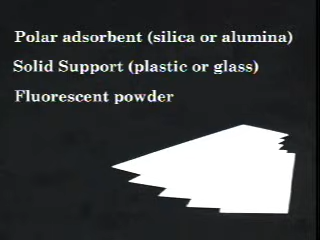 Polar adsorbent (silica or alumina)
Solid Support (plastic or glass)
Fluorescent powder